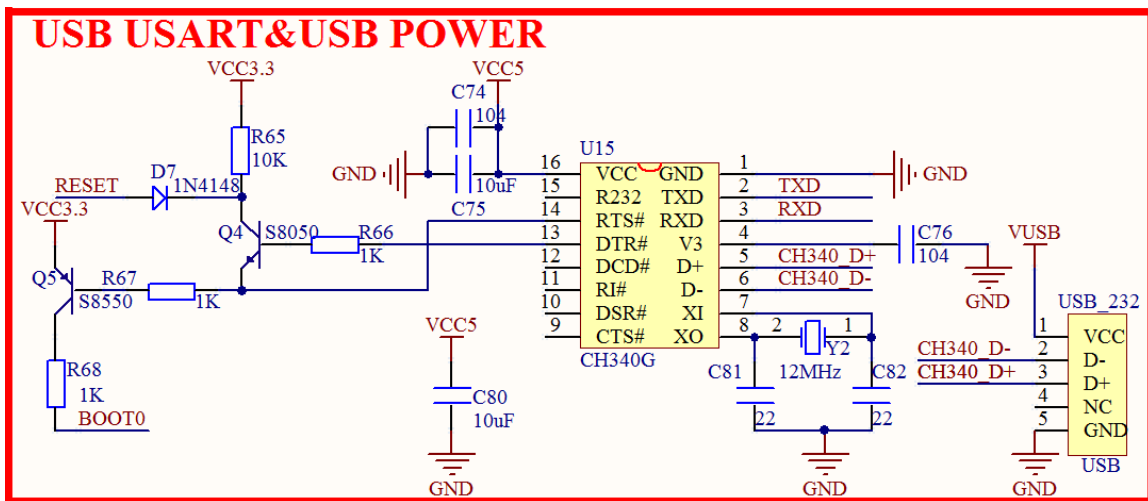 USB USART&USB POWER
VCC3.3
VCC5
C74
104
R65
10K
U15
D7
1N4148
GND
10uF
C75
RESET
VCC3.3
Q4
S8050
R66
1K
Q5
S8550
R67
1K
R68
1K
BOOT0
16 VCC GND 1
15 R232 TXD 2 TXD
14 RTS# RXD 3 RXD
13 DTR# V3 4
12 DCD# D+ 5 CH340_D+
11 RI# D- 6 CH340_D-
10 DSR# XI 7
9 CTS# XO 8
CH340G
GND
C76
104
GND
VUSB
USB_232
2 1
Y2
12MHz
C81
22
C82
22
GND
VCC5
C80
10uF
GND
1 VCC
CH340_D- 2 D-
CH340_D+ 3 D+
4 NC
5 GND
USB
GND